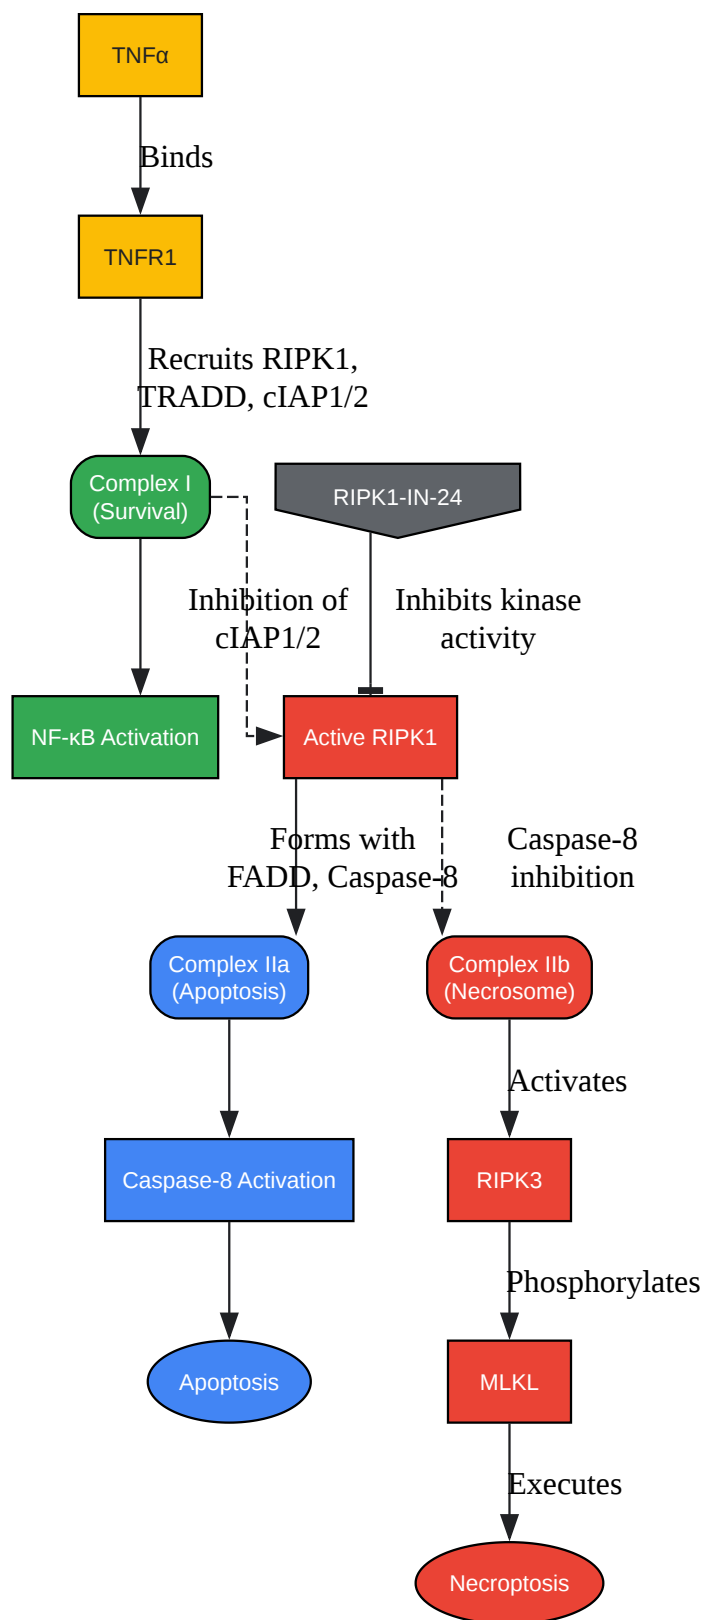 TNFα
Binds
TNFR1
Recruits RIPK1,
TRADD, cIAP1/2
Complex I
(Survival)
RIPK1-IN-24
Inhibition of
cIAP1/2
Inhibits kinase
activity
NF-κB Activation
Active RIPK1
Forms with
FADD, Caspase-8
Caspase-8
inhibition
Complex IIa
(Apoptosis)
Complex IIb
(Necrosome)
Activates
Caspase-8 Activation
RIPK3
Phosphorylates
Apoptosis
MLKL
Executes
Necroptosis